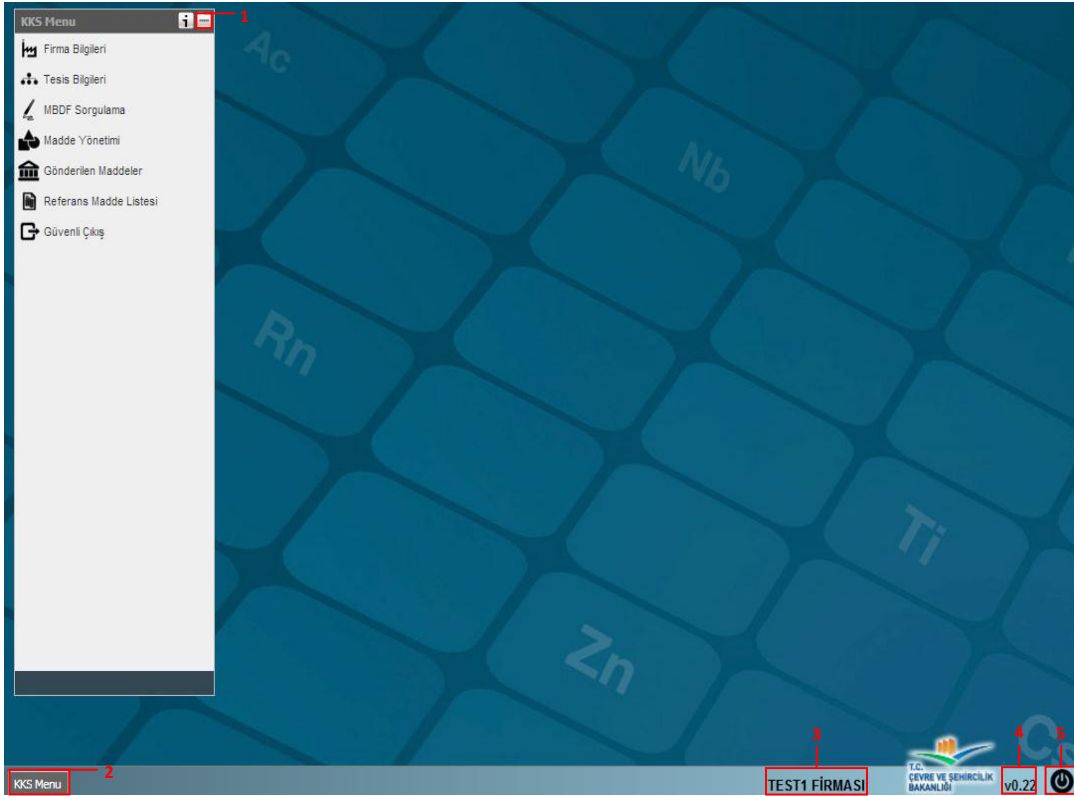 KKS Menu
1
Firma Bilgileri
Tesis Bilgileri
MBDF Sorgulama
Madde Yönetimi
Gönderilen Maddeler
Referans Madde Listesi
Güvenli Çıkış
Ac
Nb
Rn
Ti
Zn
Cs
2
3
4
5
KKS Menu
TEST1 FİRMASI
T.C.
ÇEVRE VE ŞEHİRCİLİK
BAKANLIĞI
v0.22